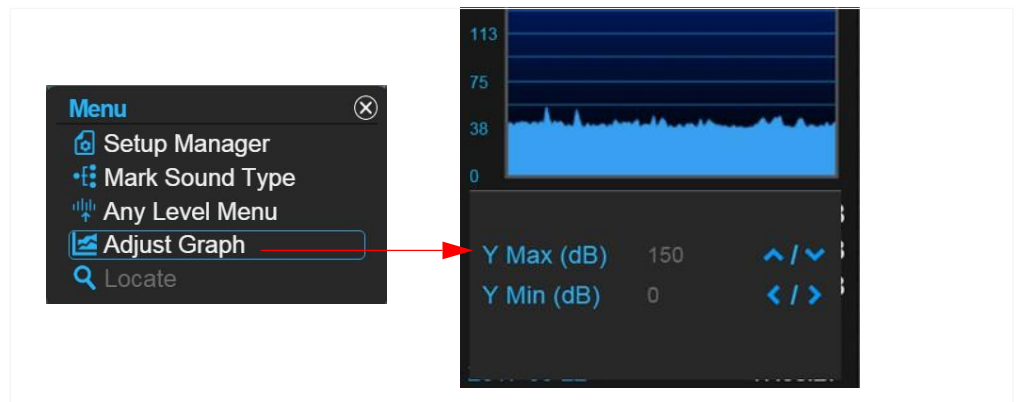 Menu
Setup Manager
Mark Sound Type
Any Level Menu
Adjust Graph
Locate
113
75
38
0
Y Max (dB) 150 /
Y Min (dB) 0 /